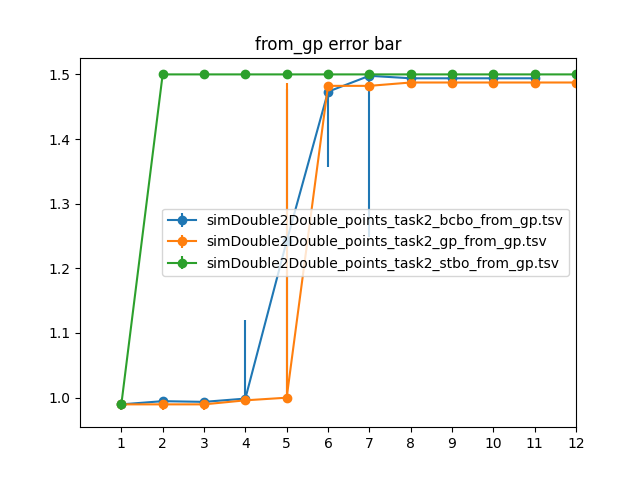 from_gp error bar
1.5
1.4
1.3
1.2
1.1
1.0
simDouble2Double_points_task2_bcbo_from_gp.tsv
simDouble2Double_points_task2_gp_from_gp.tsv
simDouble2Double_points_task2_stbo_from_gp.tsv
1 2 3 4 5 6 7 8 9 10 11 12